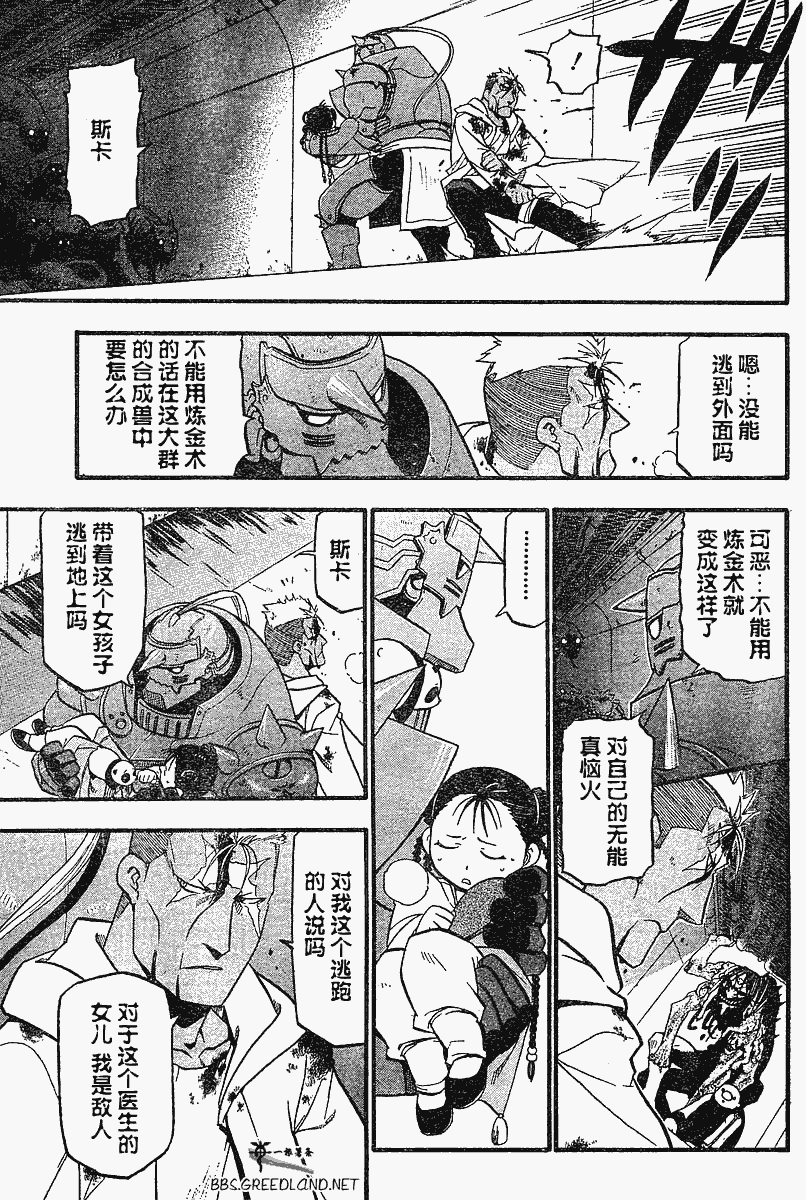 ！
斯卡
嗯…没能
逃到外面吗
不能用炼金术
的话在这大群
的合成兽中
要怎么办
可恶…不能用
炼金术就
变成这样了
对自己的无能
真恼火
…………
斯卡
带着这个女孩子
逃到地上吗
对我这个逃跑
的人说吗
对于这个医生的
女儿 我是敌人
BBS.GREEDLAND.NET